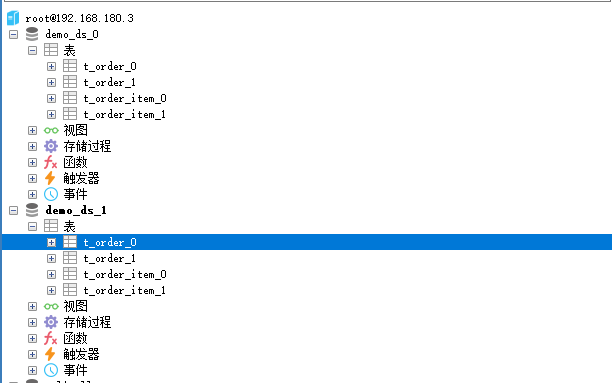 root@192.168.180.3
demo_ds_0
表
t_order_0
t_order_1
t_order_item_0
t_order_item_1
视图
存储过程
函数
触发器
事件
demo_ds_1
表
t_order_0
t_order_1
t_order_item_0
t_order_item_1
视图
存储过程
函数
触发器
事件